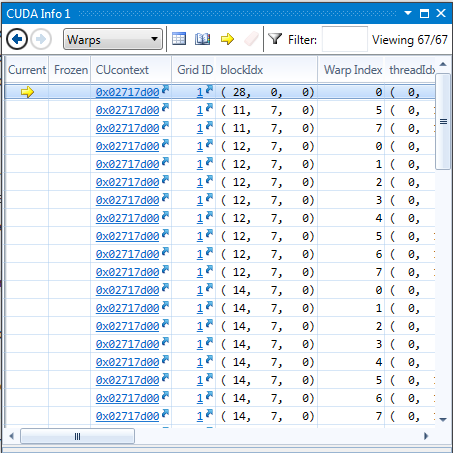 CUDA Info 1
Warps Filter: Viewing 67/67
Current Frozen CUcontext Grid ID blockIdx Warp Index threadIdx
0x02717d00 1 ( 28, 0, 0) 0 ( 0,
0x02717d00 1 ( 11, 7, 0) 5 ( 0,
0x02717d00 1 ( 11, 7, 0) 7 ( 0,
0x02717d00 1 ( 12, 7, 0) 0 ( 0,
0x02717d00 1 ( 12, 7, 0) 1 ( 0,
0x02717d00 1 ( 12, 7, 0) 2 ( 0,
0x02717d00 1 ( 12, 7, 0) 3 ( 0,
0x02717d00 1 ( 12, 7, 0) 4 ( 0,
0x02717d00 1 ( 12, 7, 0) 5 ( 0,
0x02717d00 1 ( 12, 7, 0) 6 ( 0,
0x02717d00 1 ( 12, 7, 0) 7 ( 0,
0x02717d00 1 ( 14, 7, 0) 0 ( 0,
0x02717d00 1 ( 14, 7, 0) 1 ( 0,
0x02717d00 1 ( 14, 7, 0) 2 ( 0,
0x02717d00 1 ( 14, 7, 0) 3 ( 0,
0x02717d00 1 ( 14, 7, 0) 4 ( 0,
0x02717d00 1 ( 14, 7, 0) 5 ( 0,
0x02717d00 1 ( 14, 7, 0) 6 ( 0,
0x02717d00 1 ( 14, 7, 0) 7 ( 0,